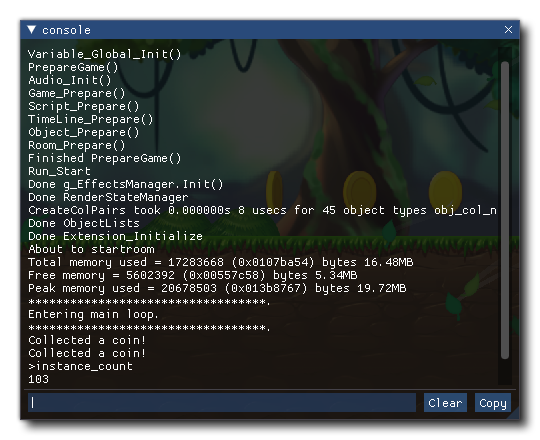 ▼ console ×
Variable_Global_Init()
PrepareGame()
Audio_Init()
Game_Prepare()
Script_Prepare()
TimeLine_Prepare()
Object_Prepare()
Room_Prepare()
Finished PrepareGame()
Run_Start
Done g_EffectsManager.Init()
Done RenderStateManager
CreateColPairs took 0.000000s 8 usecs for 45 object types obj_col_n
Done ObjectLists
Done Extension_Initialize
About to startroom
Total memory used = 17283668 (0x0107ba54) bytes 16.48MB
Free memory = 5602392 (0x00557c58) bytes 5.34MB
Peak memory used = 20678503 (0x013b8767) bytes 19.72MB
**********************************.
Entering main loop.
**********************************.
Collected a coin!
Collected a coin!
>instance_count
103
Clear Copy